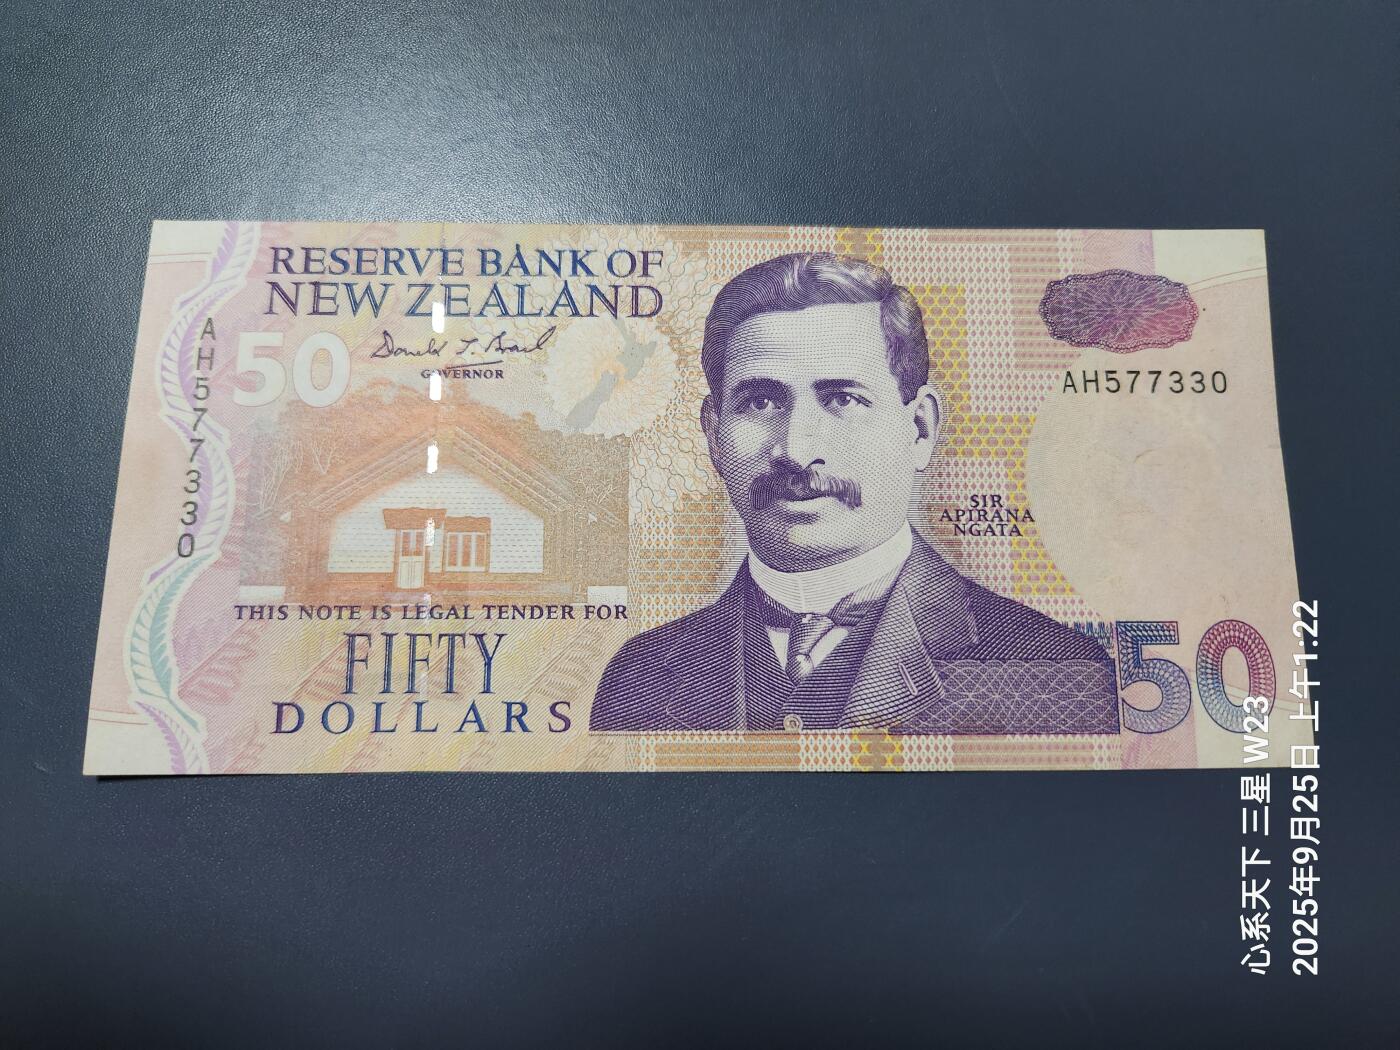 RESERVE BANK OF
NEW ZEALAND
50
Donald T. Brash
GOVERNOR
AH577330
AH577330
SIR
APIRANA
NGATA
THIS NOTE IS LEGAL TENDER FOR
FIFTY
DOLLARS
50
心系天下 三星 W23
2025年9月25日 上午1:22